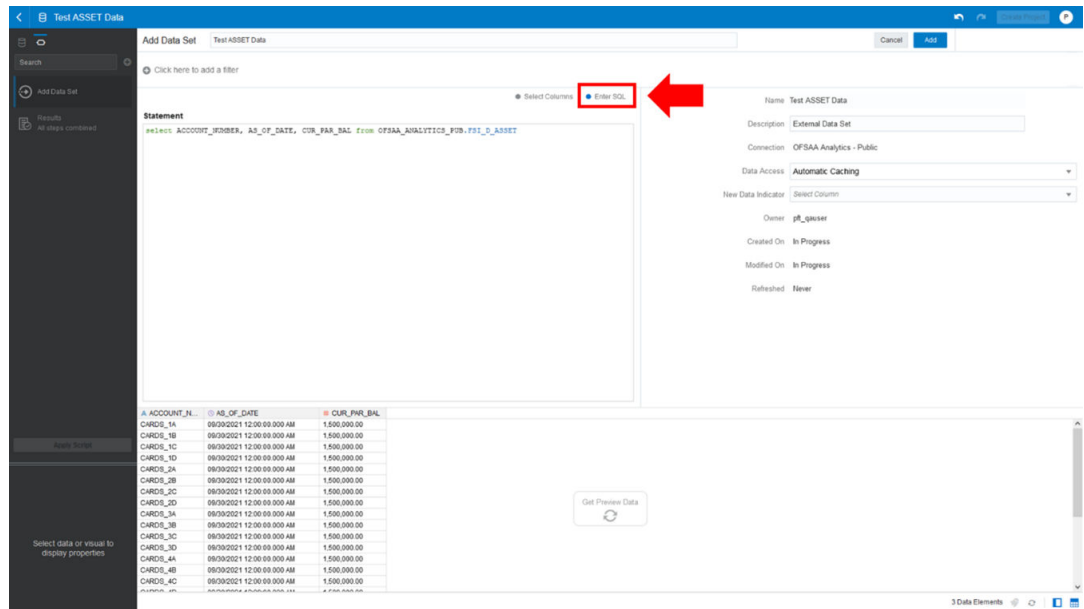 Test ASSET Data
Create Project
P
Add Data Set
Test ASSET Data
Cancel
Add
Search
Click here to add a filter
Add Data Set
Results
All steps combined
Select Columns
Enter SQL
Statement
select ACCOUNT_NUMBER, AS_OF_DATE, CUR_PAR_BAL from OFSAA_ANALYTICS_PUB.FSI_D_ASSET
Name Test ASSET Data
Description External Data Set
Connection OFSAA Analytics - Public
Data Access Automatic Caching
New Data Indicator Select Column
Owner pft_qauser
Created On In Progress
Modified On In Progress
Refreshed Never
Apply Script
Select data or visual to
display properties
A ACCOUNT_N... AS_OF_DATE # CUR_PAR_BAL
CARDS_1A 09/30/2021 12:00:00.000 AM 1,500,000.00
CARDS_1B 09/30/2021 12:00:00.000 AM 1,500,000.00
CARDS_1C 09/30/2021 12:00:00.000 AM 1,500,000.00
CARDS_1D 09/30/2021 12:00:00.000 AM 1,500,000.00
CARDS_2A 09/30/2021 12:00:00.000 AM 1,500,000.00
CARDS_2B 09/30/2021 12:00:00.000 AM 1,500,000.00
CARDS_2C 09/30/2021 12:00:00.000 AM 1,500,000.00
CARDS_2D 09/30/2021 12:00:00.000 AM 1,500,000.00
CARDS_3A 09/30/2021 12:00:00.000 AM 1,500,000.00
CARDS_3B 09/30/2021 12:00:00.000 AM 1,500,000.00
CARDS_3C 09/30/2021 12:00:00.000 AM 1,500,000.00
CARDS_3D 09/30/2021 12:00:00.000 AM 1,500,000.00
CARDS_4A 09/30/2021 12:00:00.000 AM 1,500,000.00
CARDS_4B 09/30/2021 12:00:00.000 AM 1,500,000.00
CARDS_4C 09/30/2021 12:00:00.000 AM 1,500,000.00
Get Preview Data
3 Data Elements